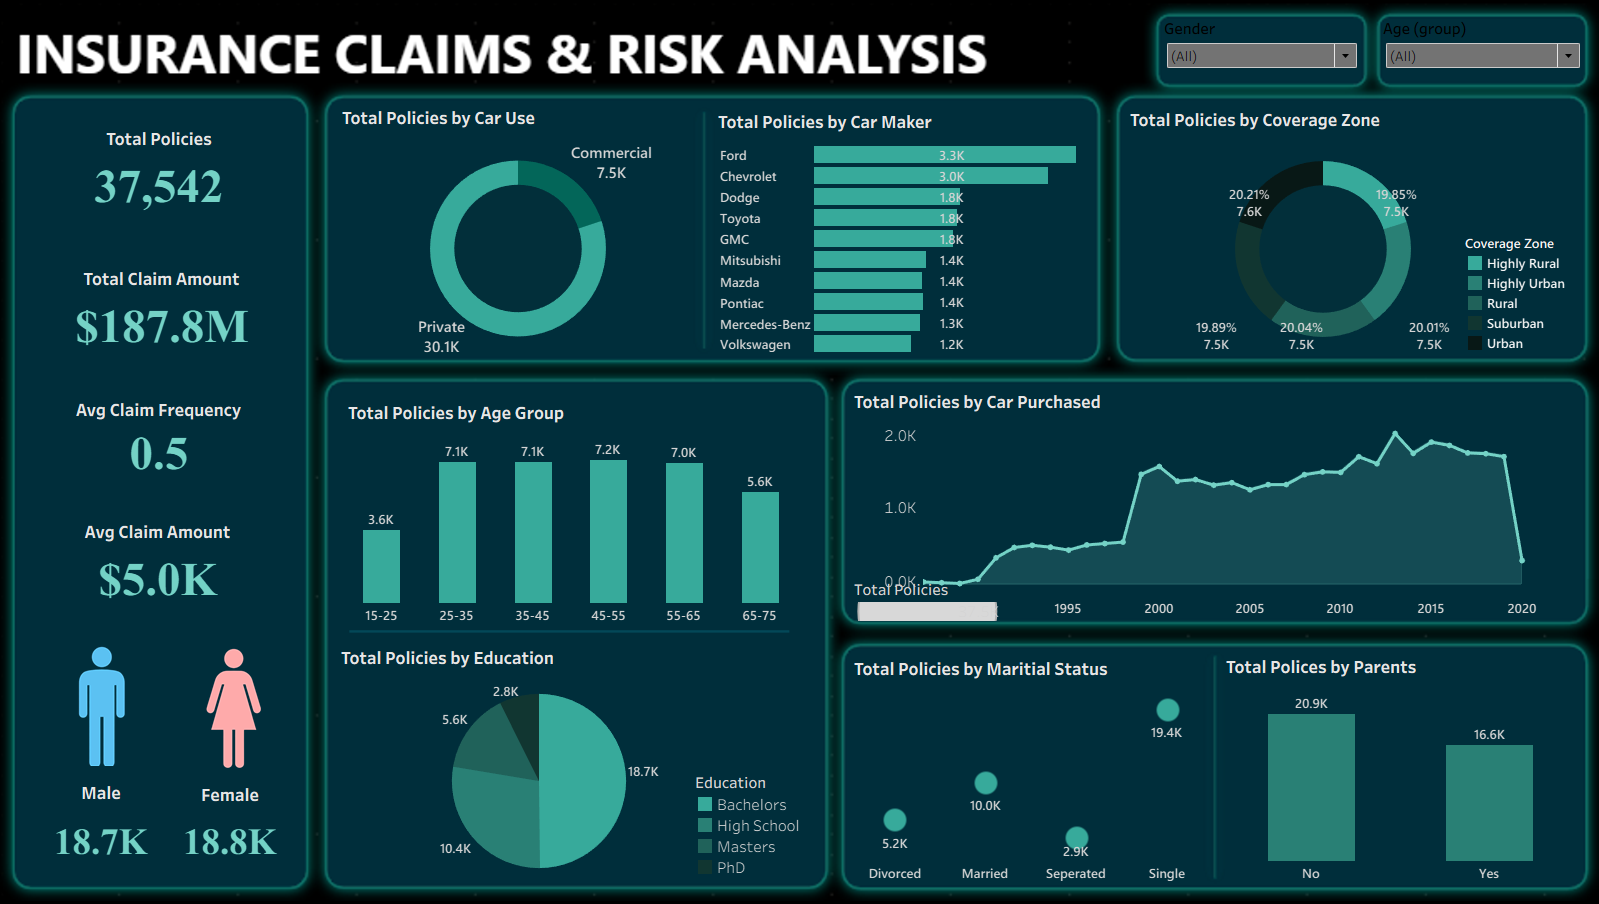 INSURANCE CLAIMS & RISK ANALYSIS
Gender
(All)
Age (group)
(All)
Total Policies
37,542
Total Claim Amount
$187.8M
Avg Claim Frequency
0.5
Avg Claim Amount
$5.0K
Male
18.7K
Female
18.8K
Total Policies by Car Use
Commercial
7.5K
Private
30.1K
Total Policies by Car Maker
Ford 3.3K
Chevrolet 3.0K
Dodge 1.8K
Toyota 1.8K
GMC 1.8K
Mitsubishi 1.4K
Mazda 1.4K
Pontiac 1.4K
Mercedes-Benz 1.3K
Volkswagen 1.2K
Total Policies by Coverage Zone
20.21%
7.6K
19.85%
7.5K
19.89%
7.5K
20.04%
7.5K
20.01%
7.5K
Coverage Zone
Highly Rural
Highly Urban
Rural
Suburban
Urban
Total Policies by Age Group
3.6K 7.1K 7.1K 7.2K 7.0K 5.6K
15-25 25-35 35-45 45-55 55-65 65-75
Total Policies by Education
2.8K
5.6K
18.7K
10.4K
Education
Bachelors
High School
Masters
PhD
Total Policies by Car Purchased
2.0K
1.0K
0.0K
Total Policies
1995 2000 2005 2010 2015 2020
Total Policies by Maritial Status
19.4K
10.0K
5.2K
2.9K
Divorced Married Seperated Single
Total Polices by Parents
20.9K
16.6K
No Yes